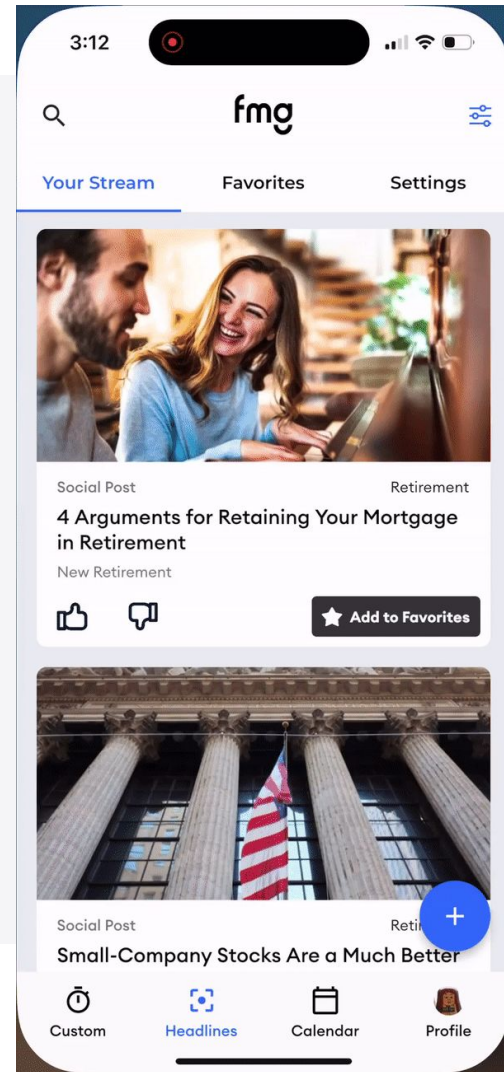 3:12
fmg
Your Stream Favorites Settings
Social Post Retirement
4 Arguments for Retaining Your Mortgage
in Retirement
New Retirement
Add to Favorites
Social Post
Small-Company Stocks Are a Much Better
Custom Headlines Calendar Profile